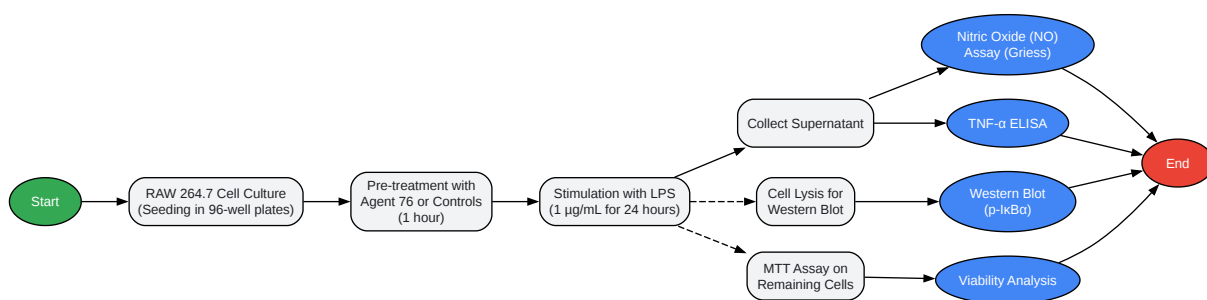 Start
RAW 264.7 Cell Culture
(Seeding in 96-well plates)
Pre-treatment with
Agent 76 or Controls
(1 hour)
Stimulation with LPS
(1 µg/mL for 24 hours)
Collect Supernatant
Cell Lysis for
Western Blot
MTT Assay on
Remaining Cells
Nitric Oxide (NO)
Assay (Griess)
TNF-α ELISA
Western Blot
(p-IκBα)
Viability Analysis
End